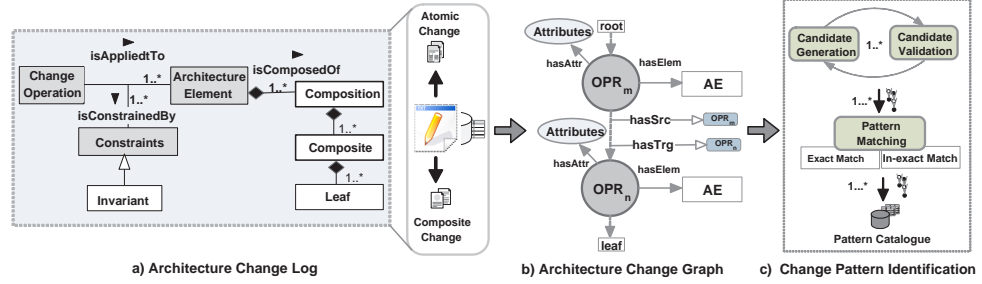 isAppliedtTo
Change
Operation
1..*
1..*
Architecture
Element
isComposedOf
1..*
Composition
isConstrainedBy
Constraints
1..*
Composite
Invariant
1..*
Leaf
Atomic
Change
Composite
Change
a) Architecture Change Log
root
Attributes
hasAttr
hasElem
OPRm
AE
hasSrc
OPRm
hasTrg
OPRn
Attributes
hasAttr
hasElem
OPRn
AE
leaf
b) Architecture Change Graph
Candidate
Generation
1..*
Candidate
Validation
1...*
Pattern
Matching
Exact Match
In-exact Match
1...*
Pattern Catalogue
c) Change Pattern Identification